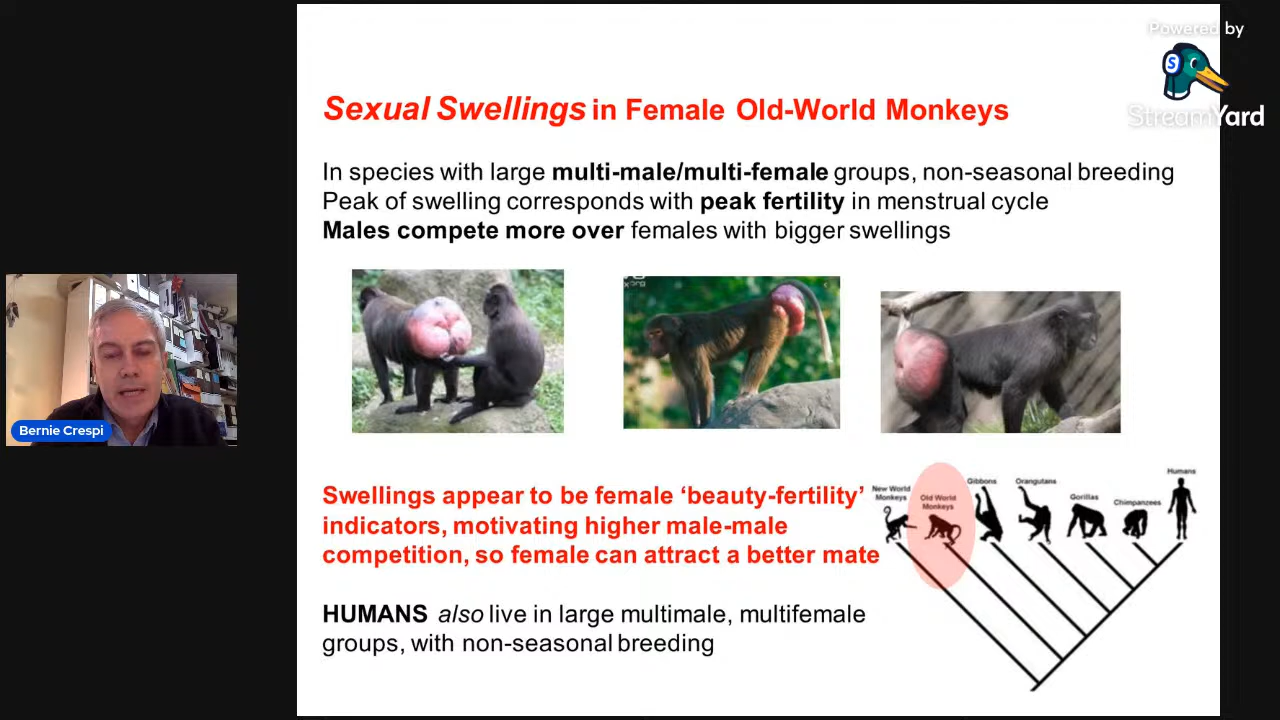 Powered by
StreamYard
Sexual Swellings in Female Old-World Monkeys
In species with large multi-male/multi-female groups, non-seasonal breeding
Peak of swelling corresponds with peak fertility in menstrual cycle
Males compete more over females with bigger swellings
Bernie Crespi
Swellings appear to be female ‘beauty-fertility’
indicators, motivating higher male-male
competition, so female can attract a better mate
HUMANS also live in large multimale, multifemale
groups, with non-seasonal breeding
New World
Monkeys
Old World
Monkeys
Gibbons
Orangutans
Gorillas
Chimpanzees
Humans